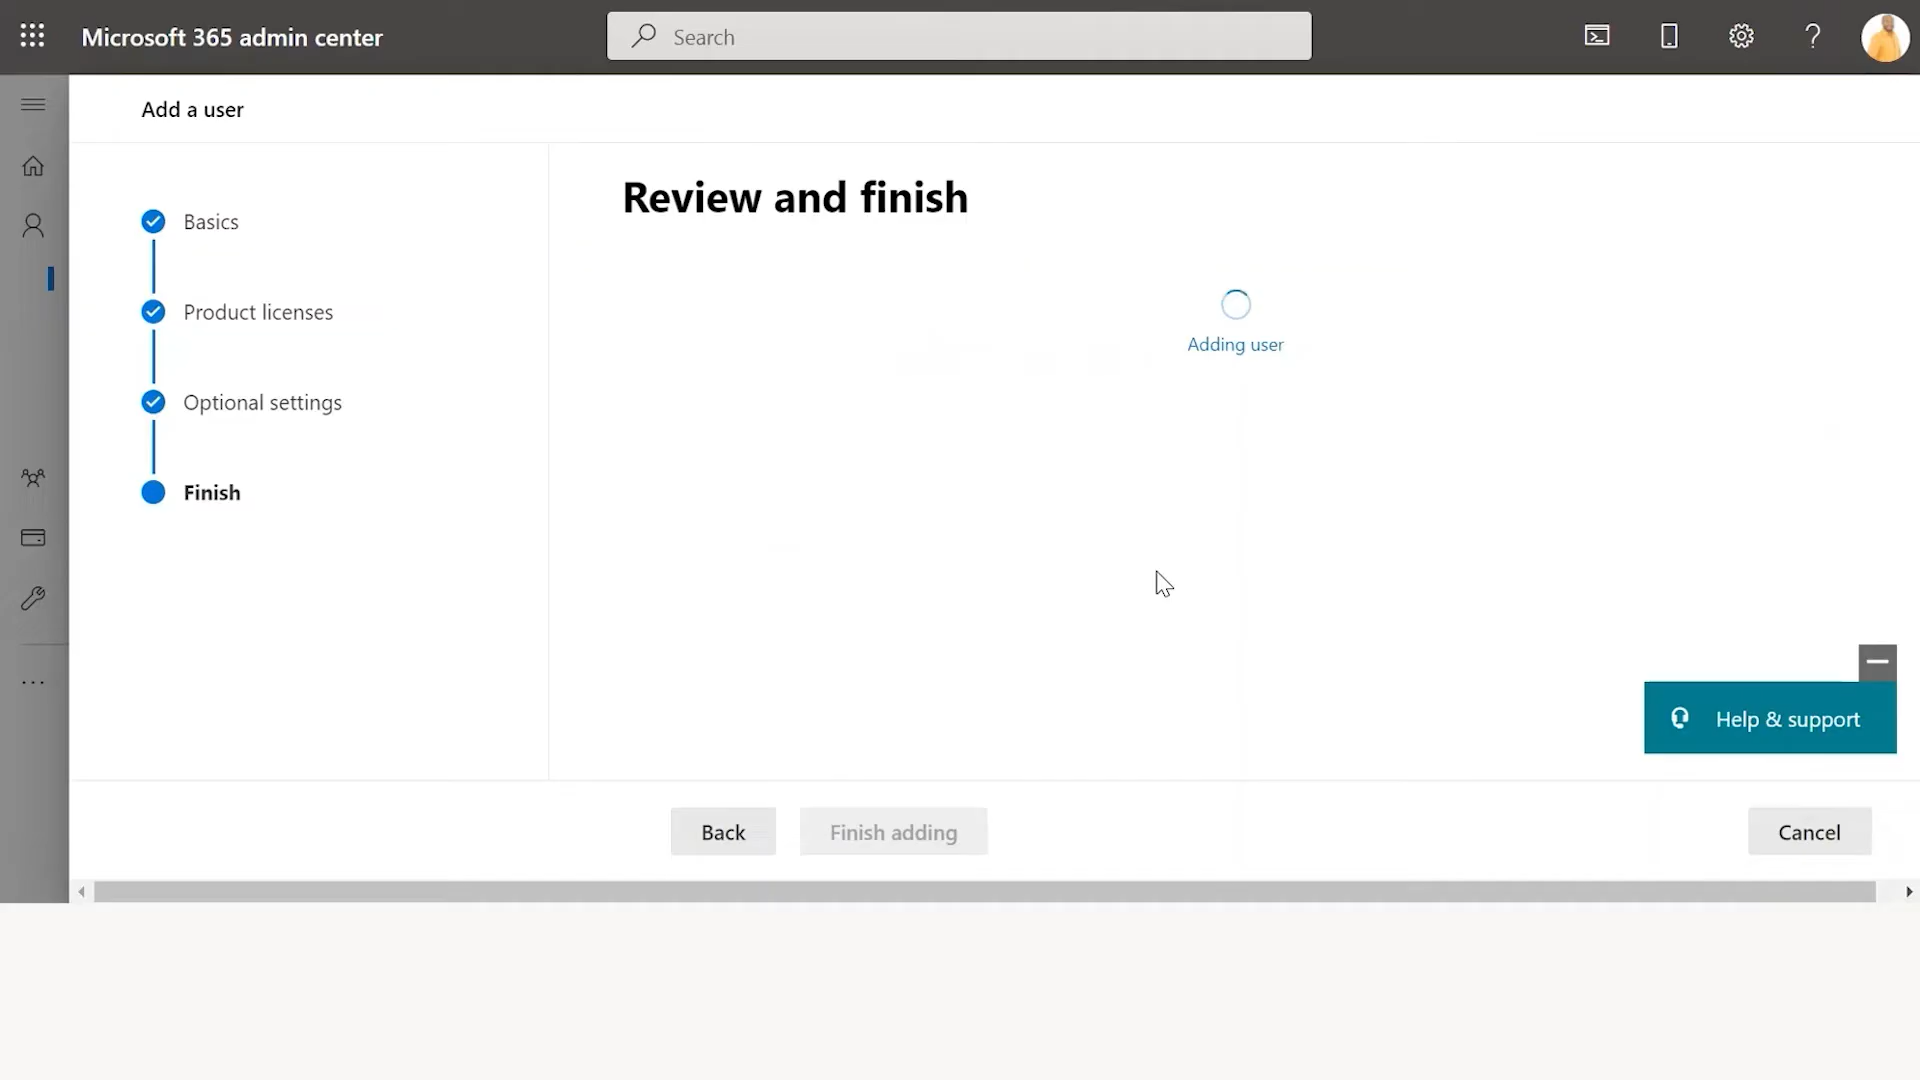 Microsoft 365 admin center
Search
Add a user
Basics
Product licenses
Optional settings
Finish
Review and finish
Adding user
Help & support
Back
Finish adding
Cancel